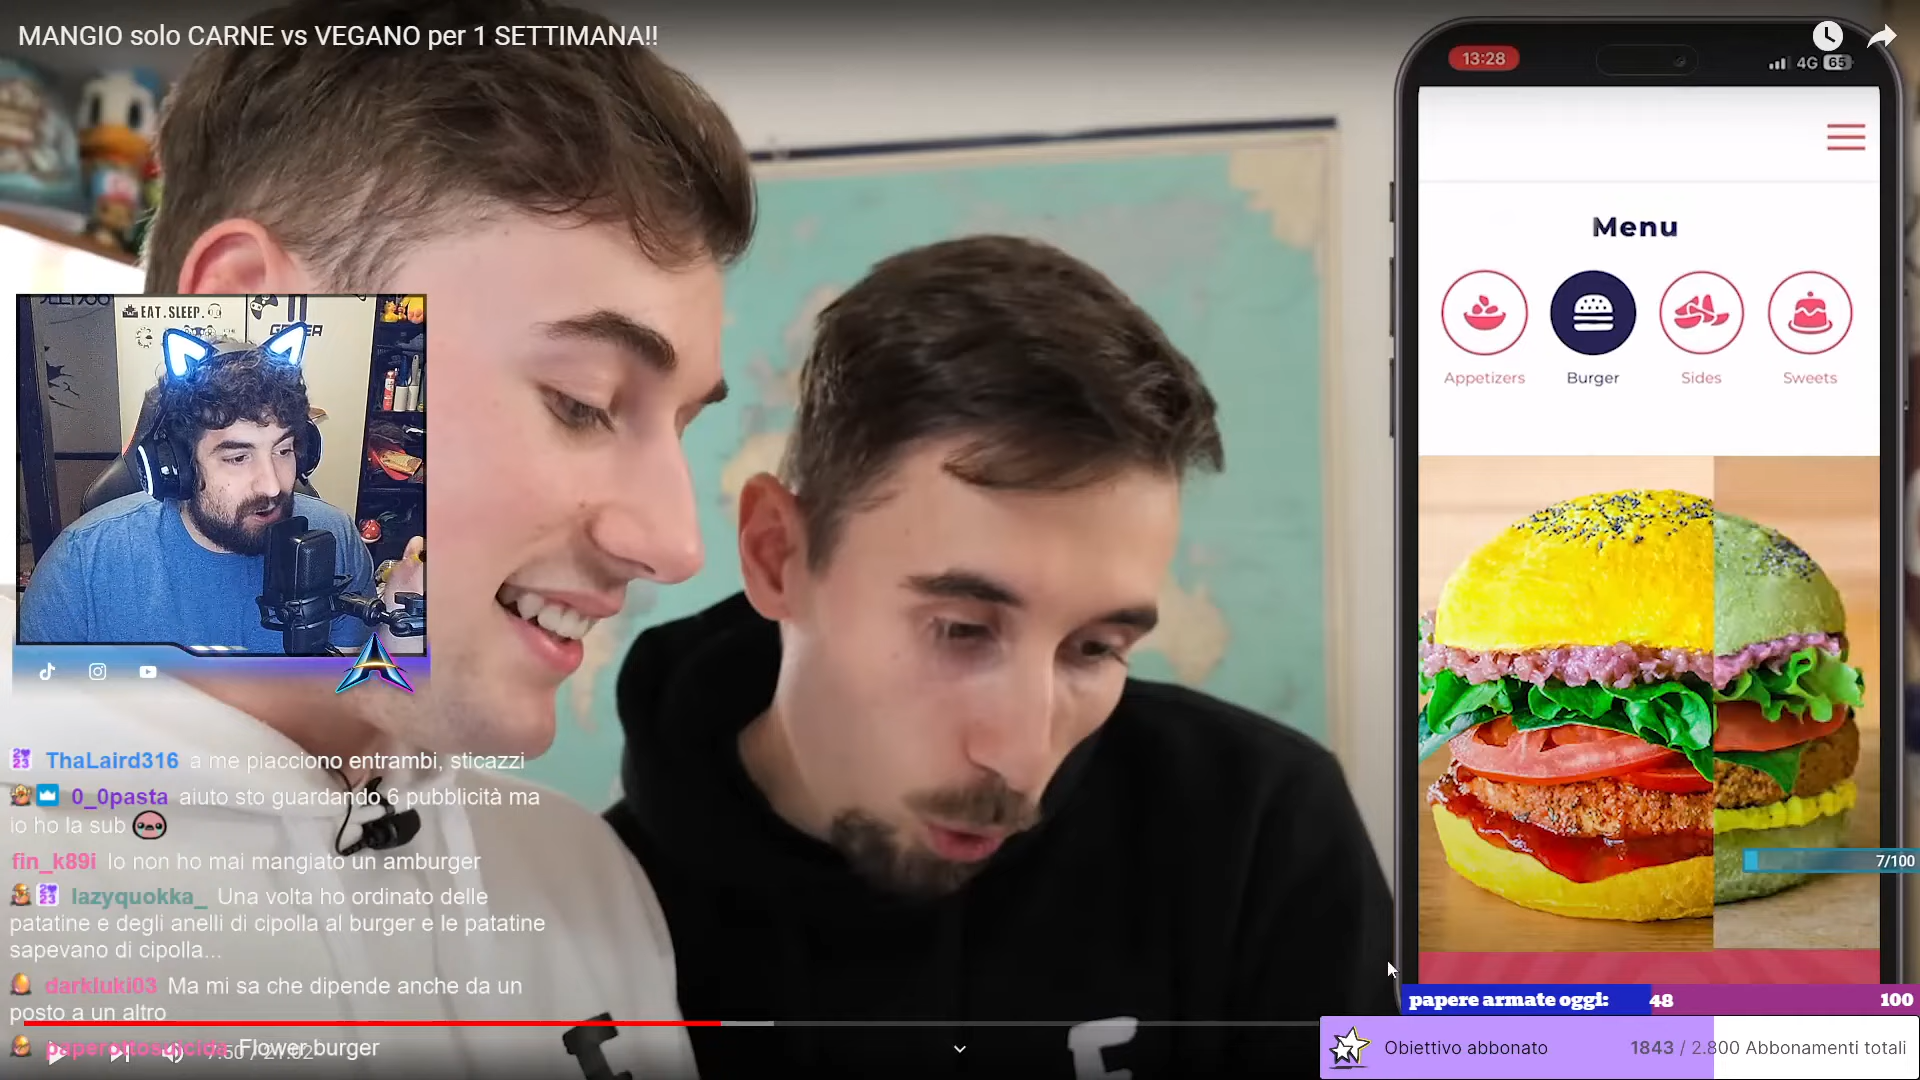 MANGIO solo CARNE vs VEGANO per 1 SETTIMANA!!
13:28
4G 65
Menu
Appetizers Burger Sides Sweets
EAT.SLEEP.
ThaLaird316 a me piacciono entrambi, sticazzi
0_0pasta aiuto sto guardando 6 pubblicità ma
io ho la sub
fin_k89i Io non ho mai mangiato un amburger
lazyquokka_ Una volta ho ordinato delle
patatine e degli anelli di cipolla al burger e le patatine
sapevano di cipolla...
darkluki03 Ma mi sa che dipende anche da un
posto a un altro
paperottosuicida Flower burger
7/100
papere armate oggi: 48 100
Obiettivo abbonato 1843 / 2.800 Abbonamenti totali